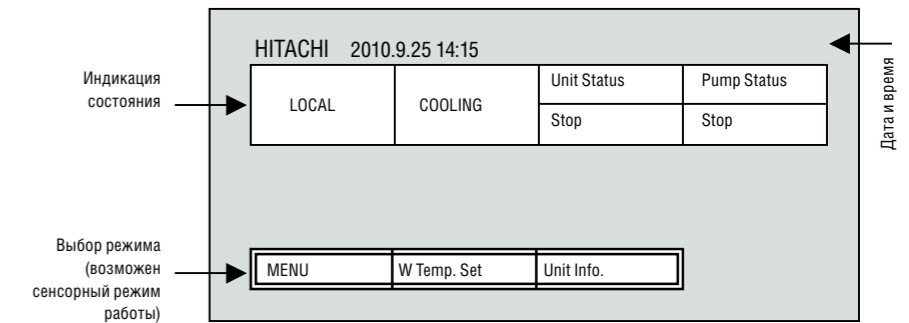 HITACHI 2010.9.25 14:15
Индикация
состояния
LOCAL
COOLING
Unit Status
Pump Status
Stop
Stop
Дата и время
Выбор режима
(возможен
сенсорный режим
работы)
MENU
W Temp. Set
Unit Info.